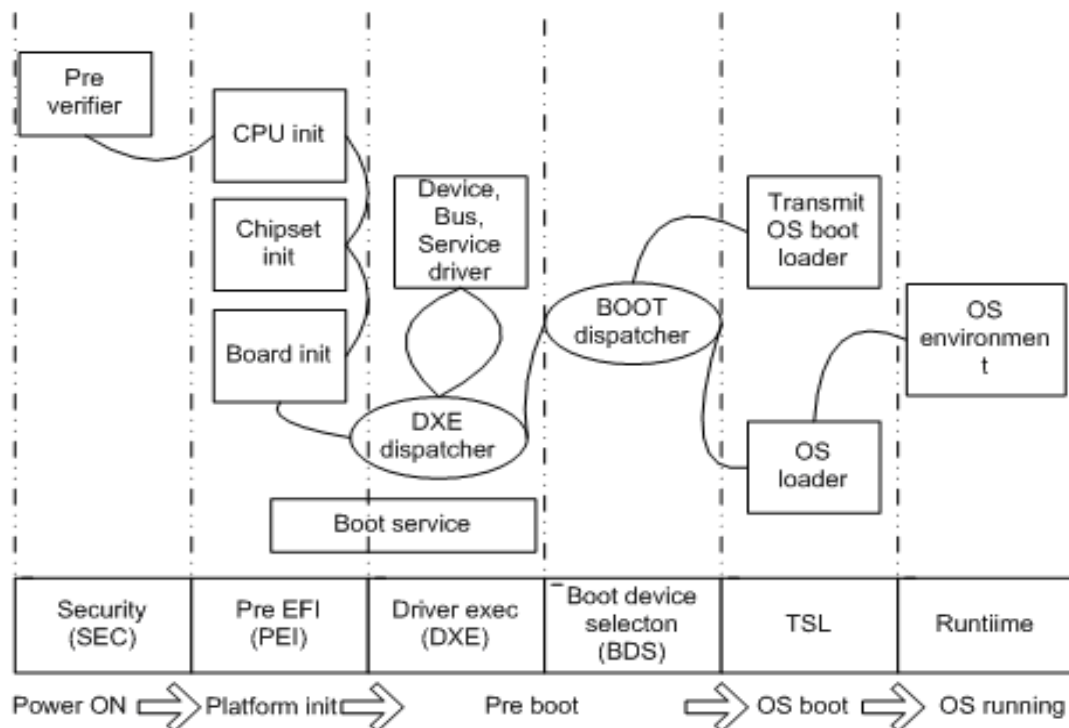 Pre
verifier
CPU init
Chipset
init
Board init
Device,
Bus,
Service
driver
DXE
dispatcher
Boot service
BOOT
dispatcher
Transmit
OS boot
loader
OS
loader
OS
environmen
t
Security
(SEC)
Pre EFI
(PEI)
Driver exec
(DXE)
Boot device
selecton
(BDS)
TSL
Runtiime
Power ON
Platform init
Pre boot
OS boot
OS running